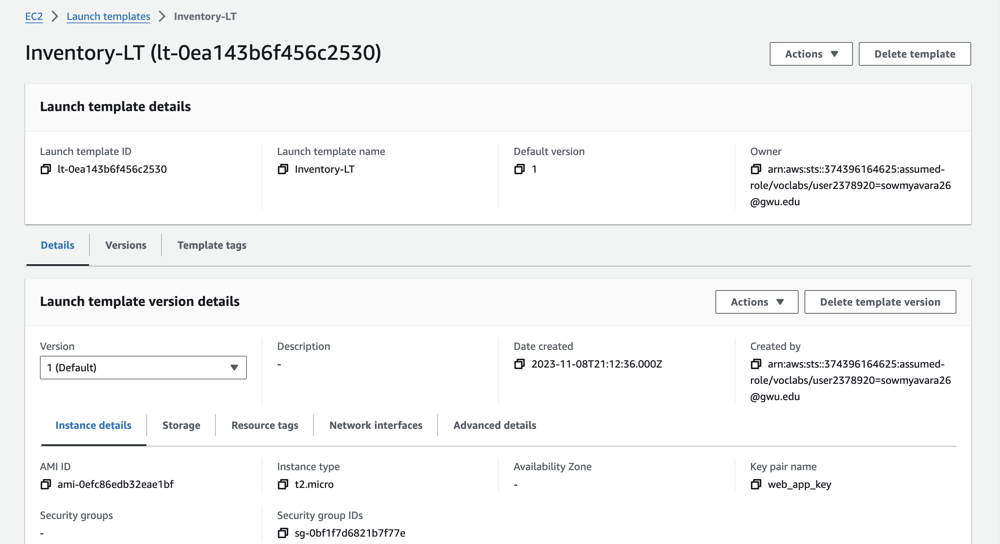 EC2 > Launch templates > Inventory-LT
Inventory-LT (lt-0ea143b6f456c2530)
Actions
Delete template
Launch template details
Launch template ID
lt-0ea143b6f456c2530
Launch template name
Inventory-LT
Default version
1
Owner
arn:aws:sts::374396164625:assumed-
role/voclabs/user2378920=sowmyavara26
@gwu.edu
Details
Versions
Template tags
Launch template version details
Actions
Delete template version
Version
1 (Default)
Description
-
Date created
2023-11-08T21:12:36.000Z
Created by
arn:aws:sts::374396164625:assumed-
role/voclabs/user2378920=sowmyavara26
@gwu.edu
Instance details
Storage
Resource tags
Network interfaces
Advanced details
AMI ID
ami-0efc86edb32eae1bf
Instance type
t2.micro
Availability Zone
-
Key pair name
web_app_key
Security groups
-
Security group IDs
sg-0bf1f7d6821b7f77e